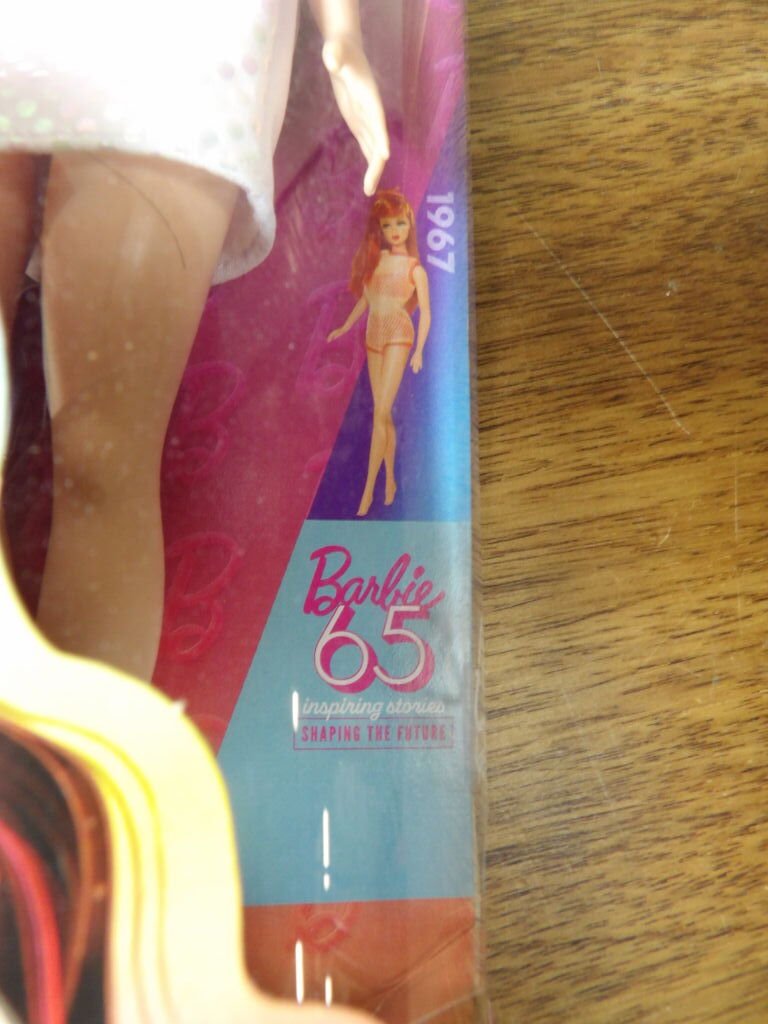 1967
Barbie
65
inspiring stories
SHAPING THE FUTURE